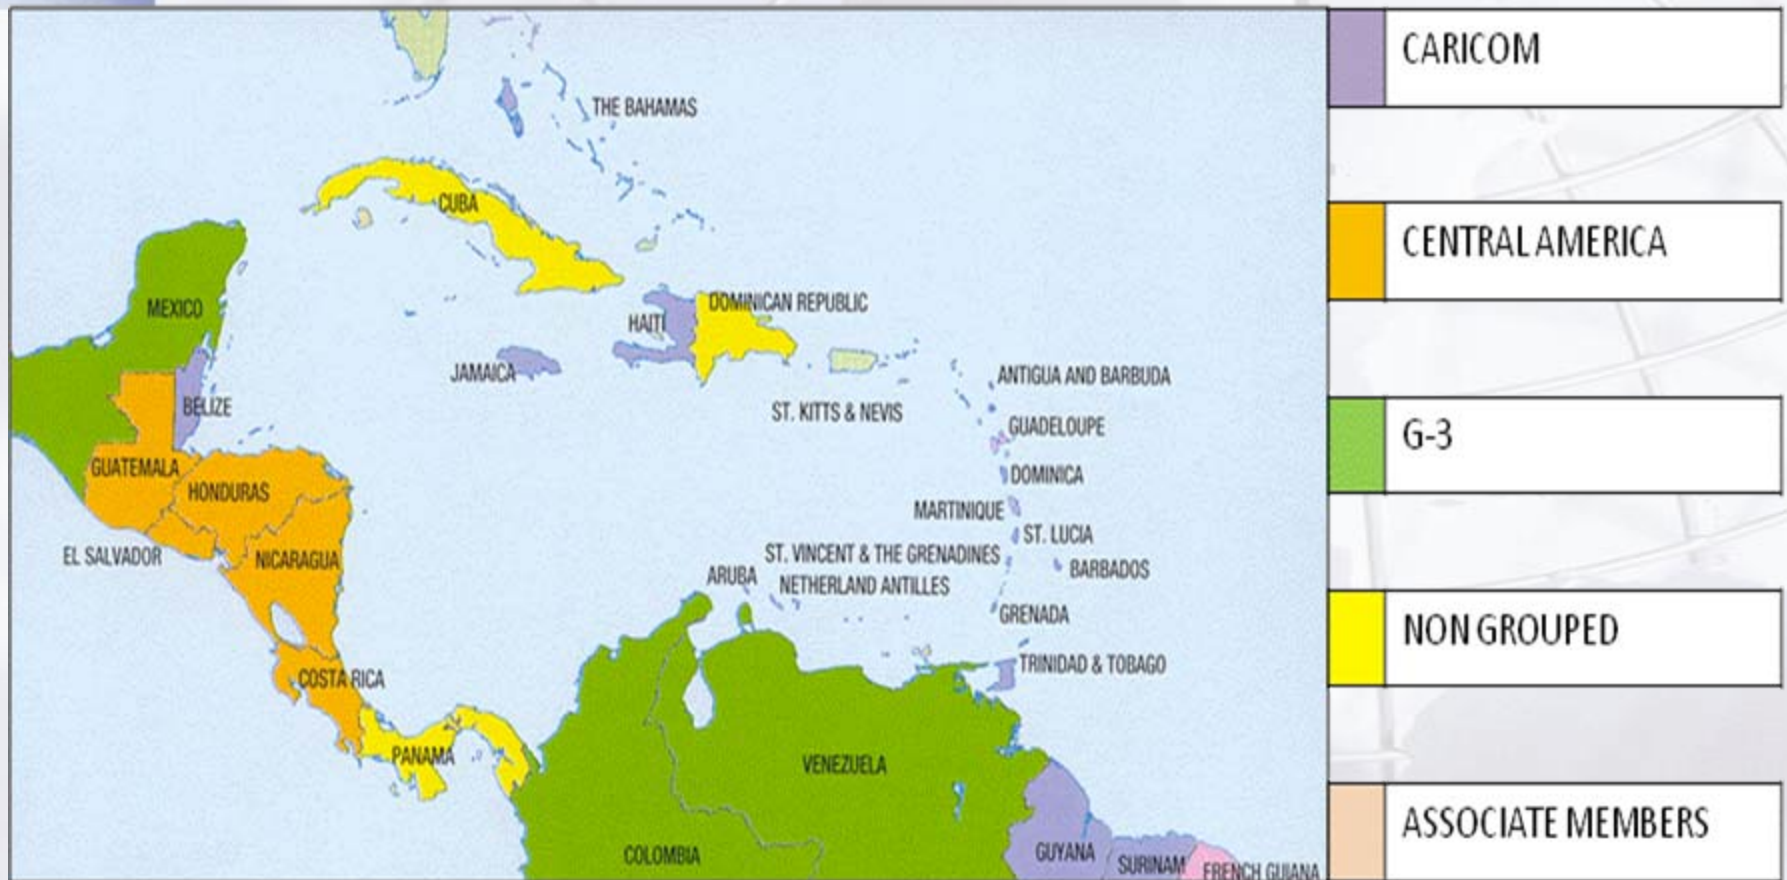 THE BAHAMAS
CUBA
MEXICO
DOMINICAN REPUBLIC
HAITI
JAMAICA
ANTIGUA AND BARBUDA
BELIZE
ST. KITTS & NEVIS
GUADELOUPE
GUATEMALA
DOMINICA
HONDURAS
MARTINIQUE
ST. LUCIA
EL SALVADOR
NICARAGUA
ST. VINCENT & THE GRENADINES
BARBADOS
ARUBA
NETHERLAND ANTILLES
GRENADA
TRINIDAD & TOBAGO
COSTA RICA
PANAMA
VENEZUELA
COLOMBIA
GUYANA
SURINAM
FRENCH GUIANA
CARICOM
CENTRAL AMERICA
G-3
NON GROUPED
ASSOCIATE MEMBERS